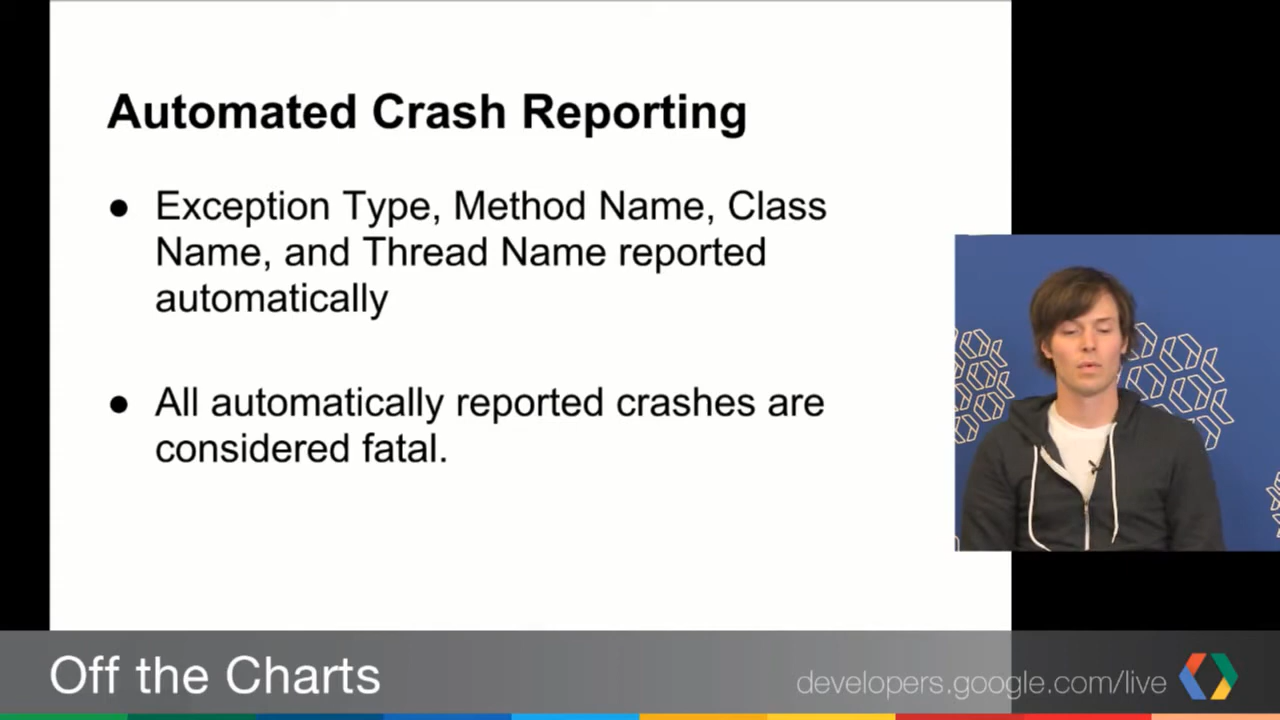 Automated Crash Reporting
● Exception Type, Method Name, Class
Name, and Thread Name reported
automatically
● All automatically reported crashes are
considered fatal.
Off the Charts
developers.google.com/live